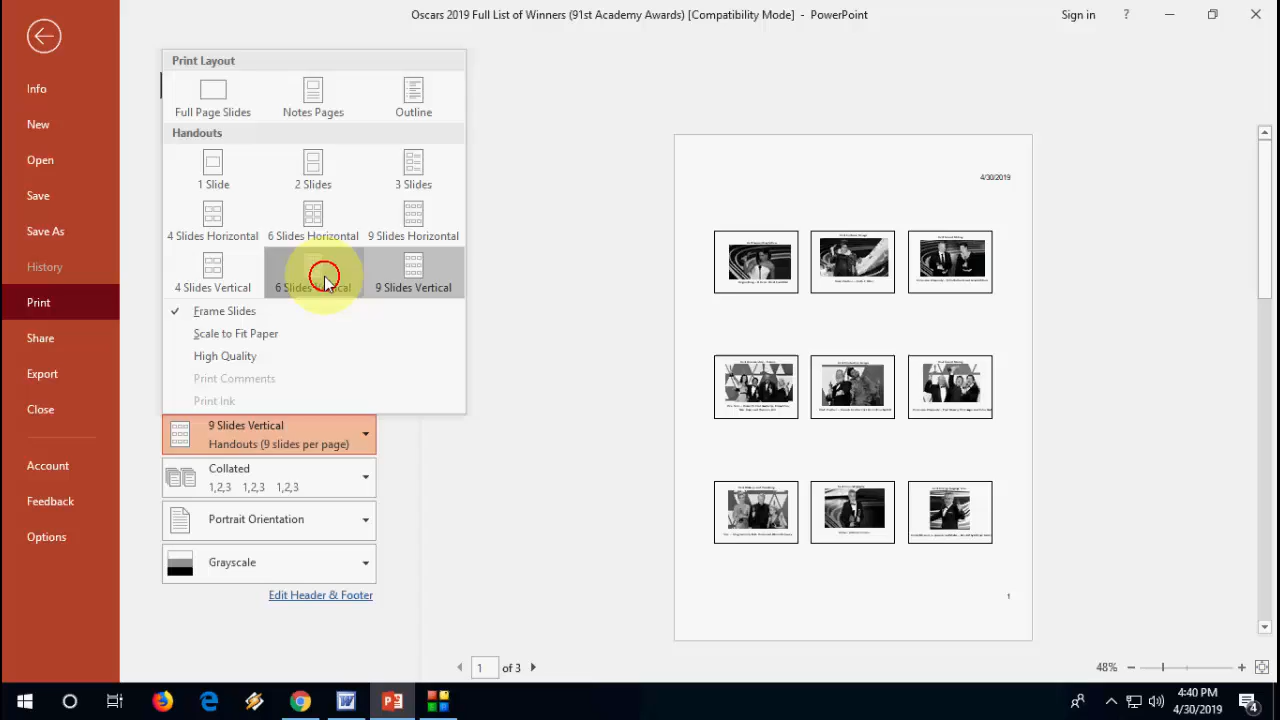 Oscars 2019 Full List of Winners (91st Academy Awards) [Compatibility Mode] - PowerPoint
Sign in
?
Info
New
Open
Save
Save As
History
Print
Share
Export
Close
Account
Feedback
Options
Print Layout
Full Page Slides
Notes Pages
Outline
Handouts
1 Slide
2 Slides
3 Slides
4 Slides Horizontal
6 Slides Horizontal
9 Slides Horizontal
4 Slides Vertical
6 Slides Vertical
9 Slides Vertical
Frame Slides
Scale to Fit Paper
High Quality
Print Comments
Print Ink
9 Slides Vertical
Handouts (9 slides per page)
Collated
1,2,3 1,2,3 1,2,3
Portrait Orientation
Grayscale
Edit Header & Footer
4/30/2019
1
1 of 3
48%
4:40 PM
4/30/2019
4